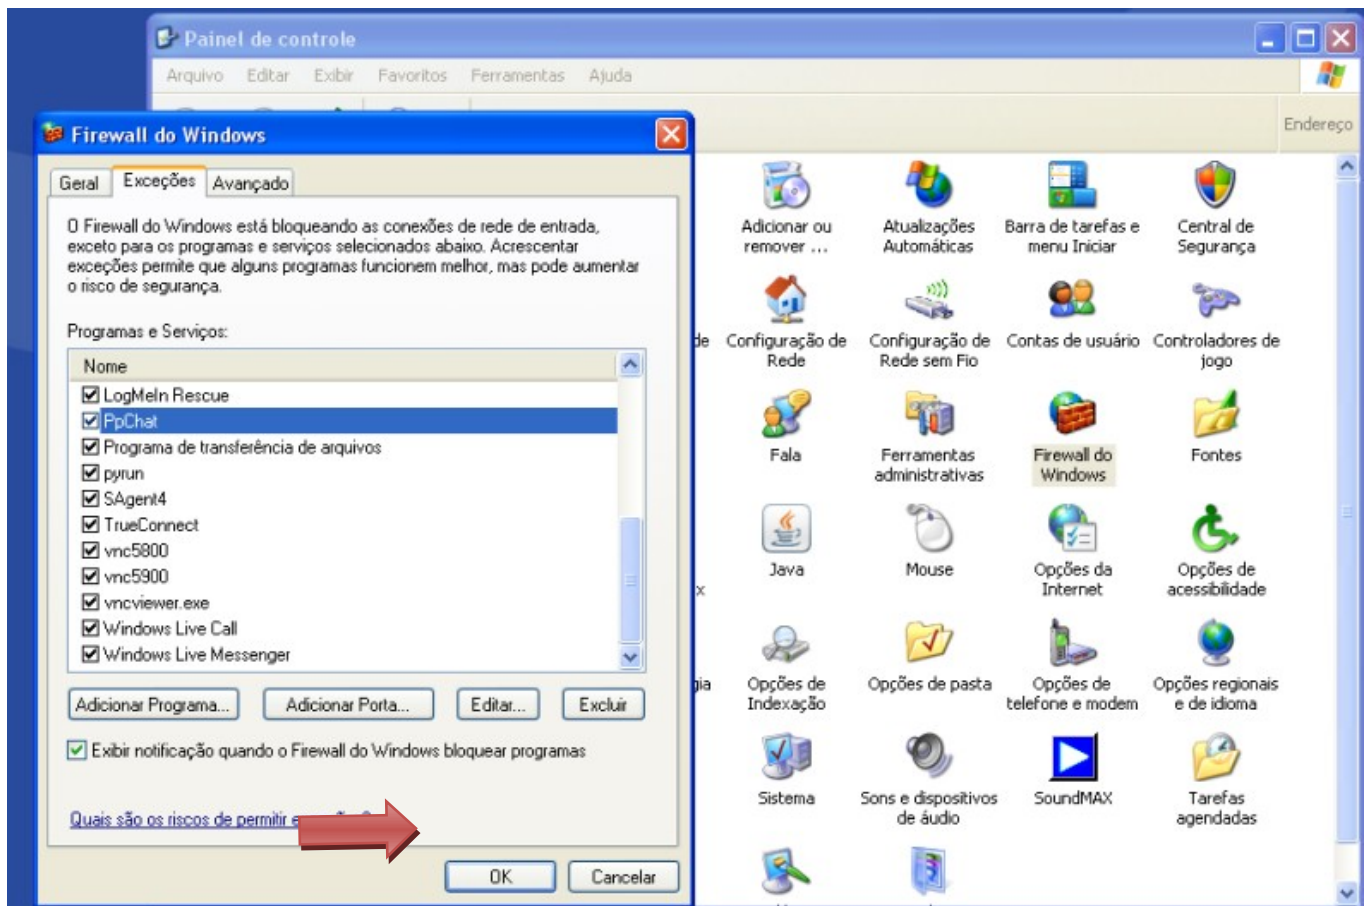 Painel de controle
Arquivo Editar Exibir Favoritos Ferramentas Ajuda
Endereço
Firewall do Windows
Geral Exceções Avançado
O Firewall do Windows está bloqueando as conexões de rede de entrada,
exceto para os programas e serviços selecionados abaixo. Acrescentar
exceções permite que alguns programas funcionem melhor, mas pode aumentar
o risco de segurança.
Programas e Serviços:
Nome
LogMeIn Rescue
PpChat
Programa de transferência de arquivos
pyrun
SAgent4
TrueConnect
vnc5800
vnc5900
vncviewer.exe
Windows Live Call
Windows Live Messenger
Adicionar Programa... Adicionar Porta... Editar... Excluir
Exibir notificação quando o Firewall do Windows bloquear programas
Quais são os riscos de permitir
OK Cancelar
Adicionar ou
remover ...
Atualizações
Automáticas
Barra de tarefas e
menu Iniciar
Central de
Segurança
de
Configuração de
Rede
Configuração de
Rede sem Fio
Contas de usuário
Controladores de
jogo
Fala
Ferramentas
administrativas
Firewall do
Windows
Fontes
x
Java
Mouse
Opções da
Internet
Opções de
acessibilidade
gia
Opções de
Indexação
Opções de pasta
Opções de
telefone e modem
Opções regionais
e de idioma
Sistema
Sons e dispositivos
de áudio
SoundMAX
Tarefas
agendadas